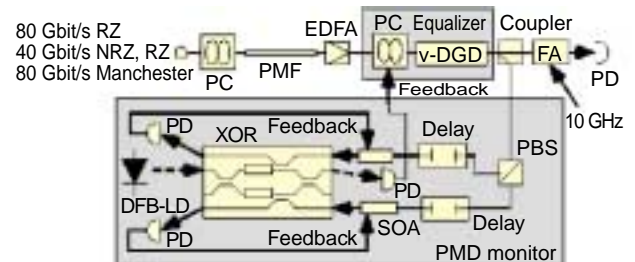 80 Gbit/s RZ
40 Gbit/s NRZ, RZ
80 Gbit/s Manchester
PC
PMF
EDFA
PC
Equalizer
v-DGD
Coupler
FA
PD
Feedback
10 GHz
PD
XOR
Feedback
Delay
PBS
DFB-LD
PD
PD
SOA
Delay
Feedback
PMD monitor